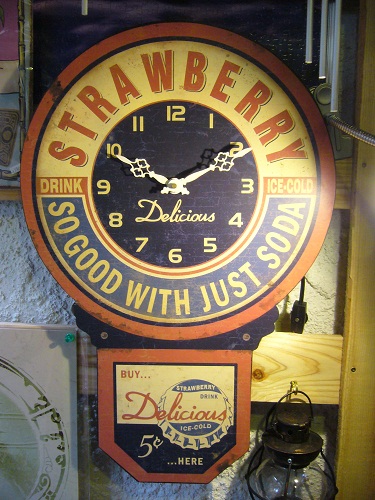 STRAWBERRY
DRINK
ICE-COLD
12
1
2
3
4
5
6
7
8
9
10
11
Delicious
SO GOOD WITH JUST SODA
BUY...
STRAWBERRY
DRINK
Delicious
ICE-COLD
5¢
...HERE